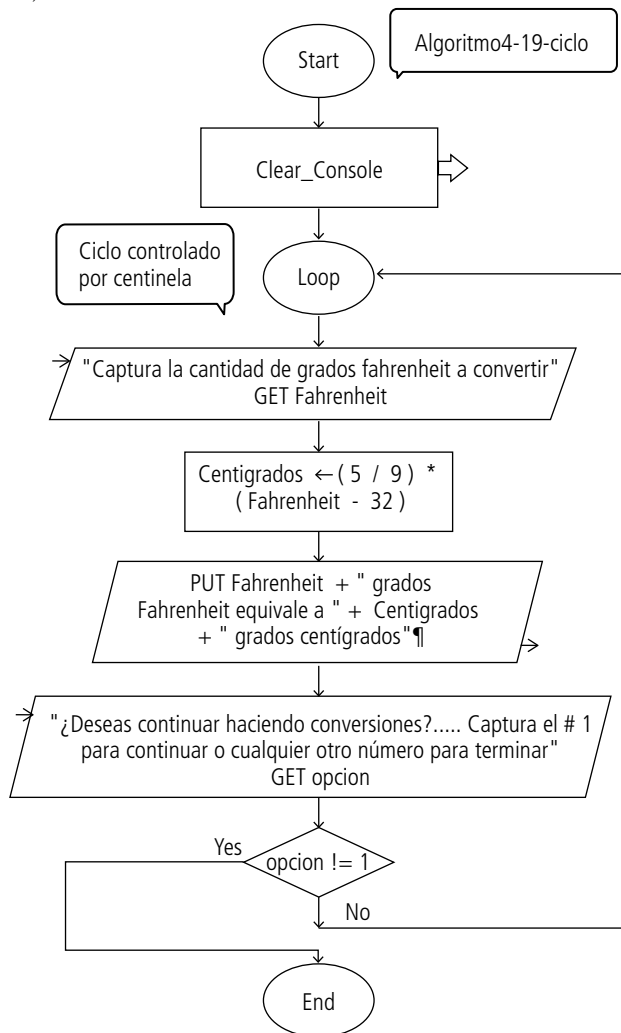 Start
Algoritmo4-19-ciclo
Clear_Console
Ciclo controlado
por centinela
Loop
"Captura la cantidad de grados fahrenheit a convertir"
GET Fahrenheit
Centigrados ←( 5 / 9 ) *
( Fahrenheit - 32 )
PUT Fahrenheit + " grados
Fahrenheit equivale a " + Centigrados
+ " grados centígrados"¶
"¿Deseas continuar haciendo conversiones?..... Captura el # 1
para continuar o cualquier otro número para terminar"
GET opcion
Yes
opcion != 1
No
End